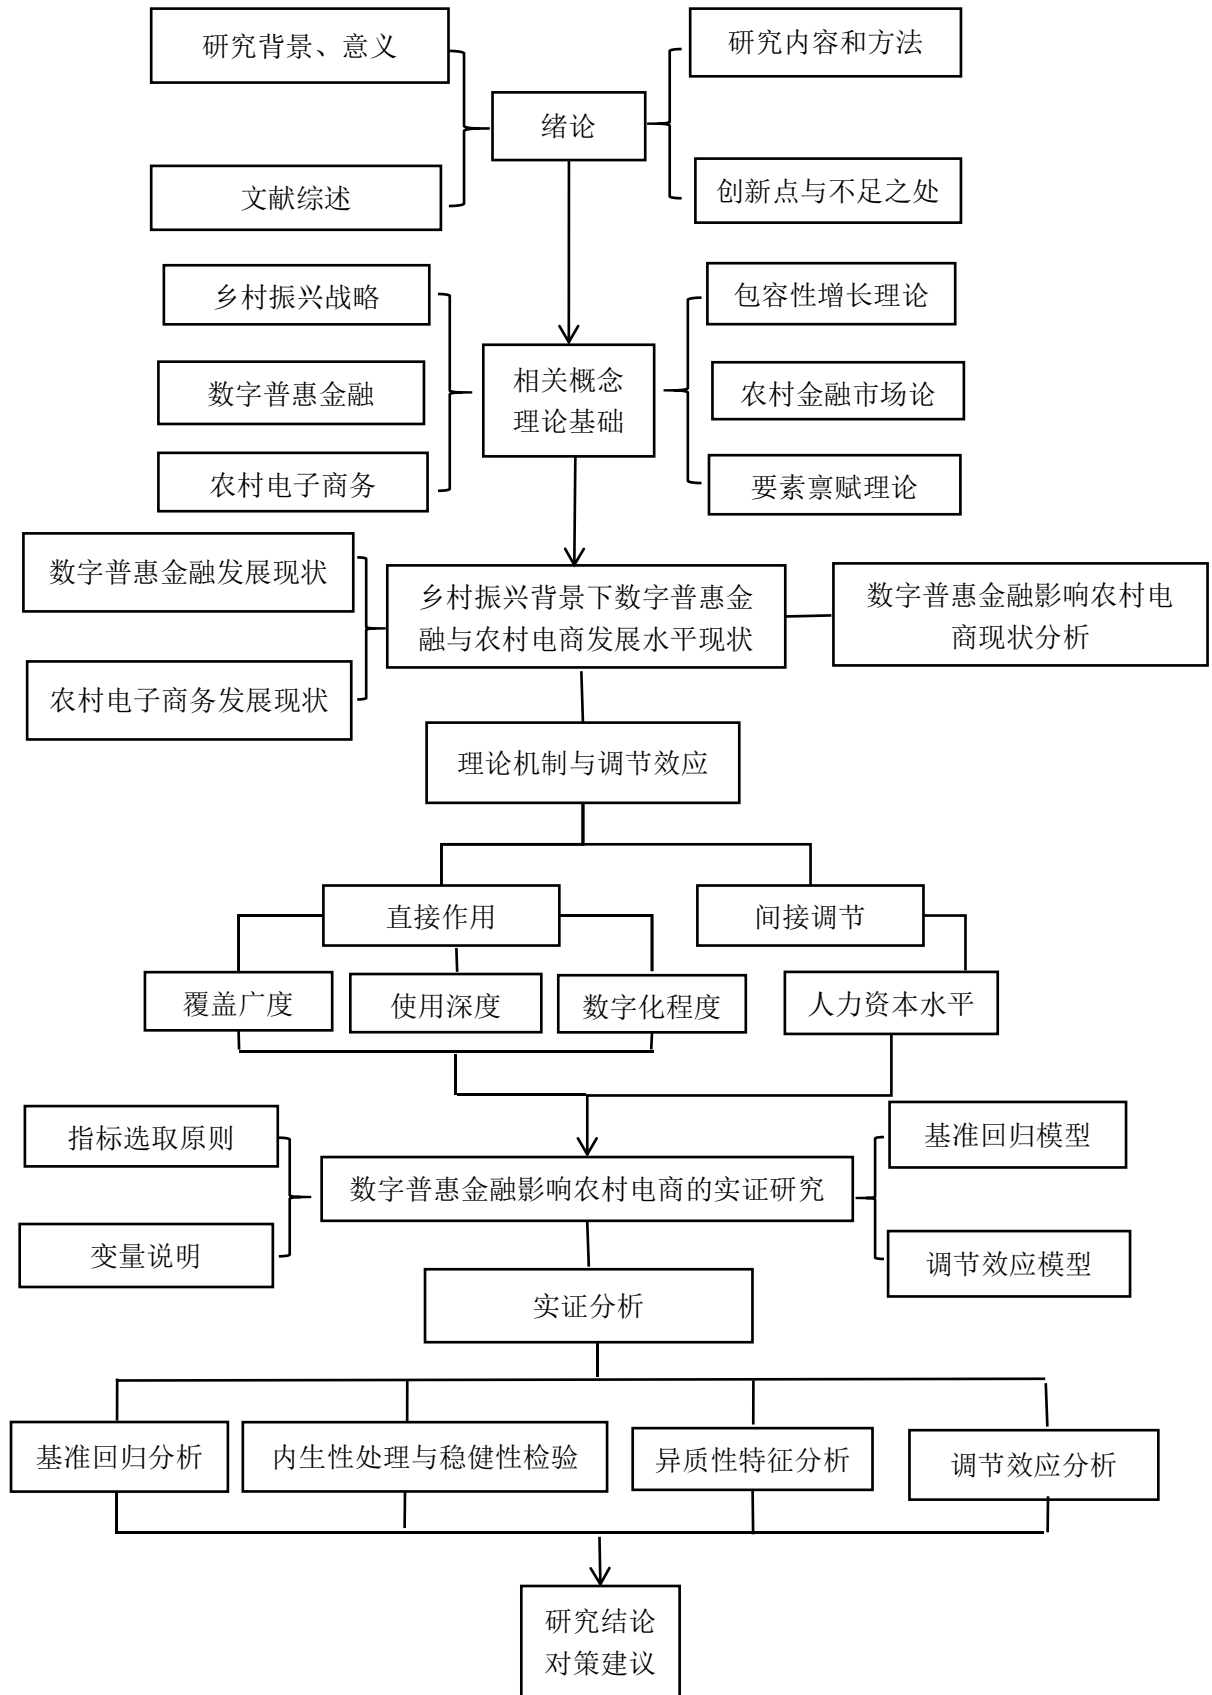 研究背景、意义
研究内容和方法
绪论
文献综述
创新点与不足之处
乡村振兴战略
包容性增长理论
相关概念
理论基础
数字普惠金融
农村金融市场论
农村电子商务
要素禀赋理论
数字普惠金融发展现状
乡村振兴背景下数字普惠金
融与农村电商发展水平现状
数字普惠金融影响农村电
商现状分析
农村电子商务发展现状
理论机制与调节效应
直接作用
间接调节
覆盖广度
使用深度
数字化程度
人力资本水平
指标选取原则
基准回归模型
数字普惠金融影响农村电商的实证研究
变量说明
调节效应模型
实证分析
基准回归分析
内生性处理与稳健性检验
异质性特征分析
调节效应分析
研究结论
对策建议